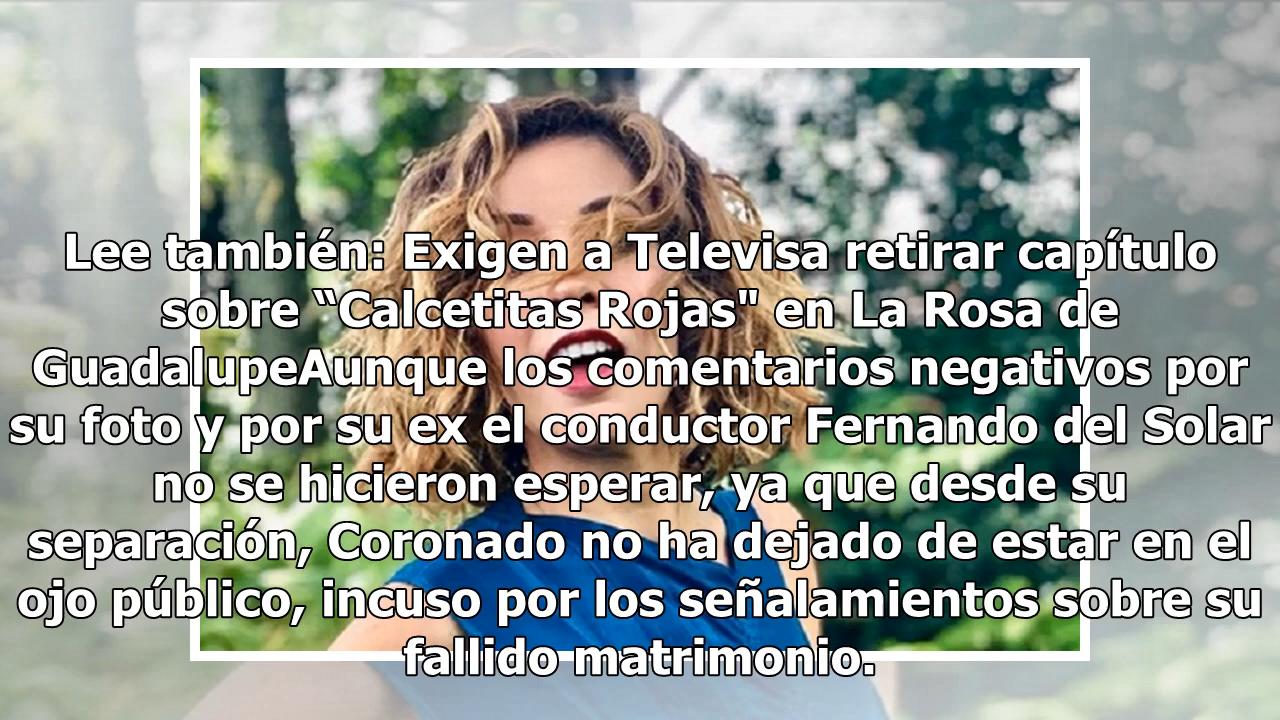 Lee también: Exigen a Televisa retirar capítulo
sobre “Calcetitas Rojas" en La Rosa de
GuadalupeAunque los comentarios negativos por
su foto y por su ex el conductor Fernando del Solar
no se hicieron esperar, ya que desde su
separación, Coronado no ha dejado de estar en el
ojo público, incuso por los señalamientos sobre su
fallido matrimonio.